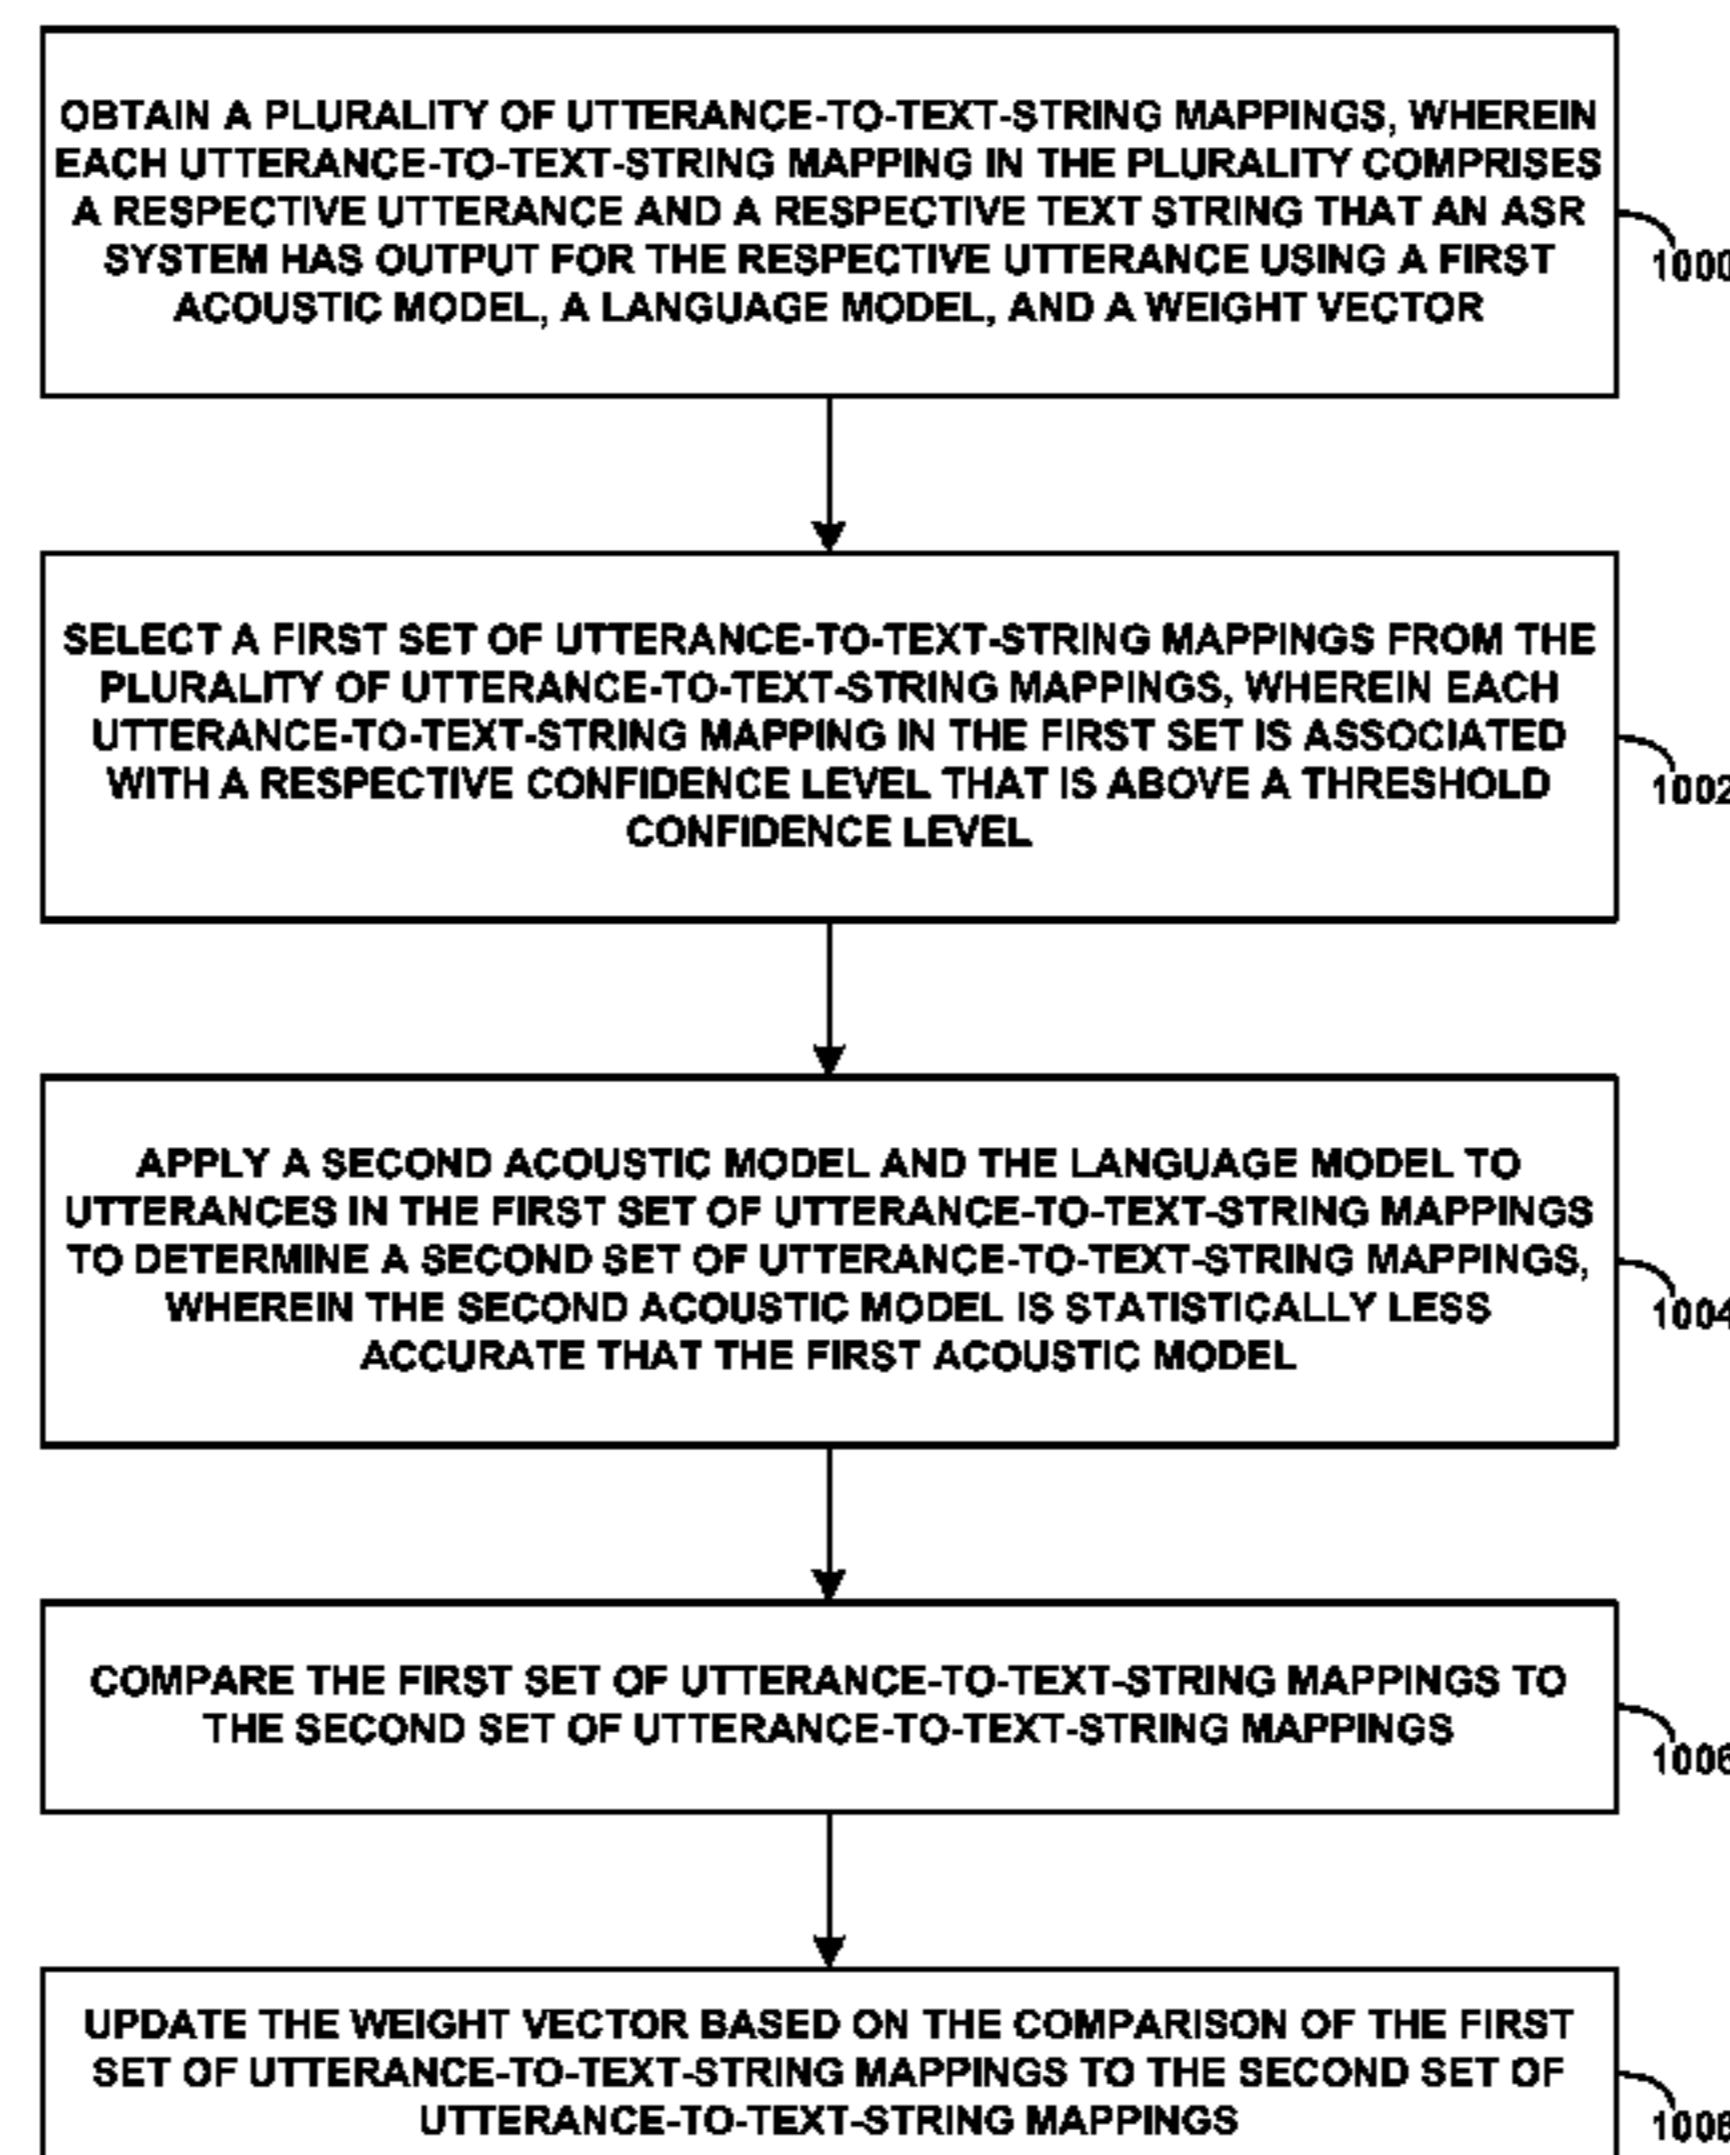 OBTAIN A PLURALITY OF UTTERANCE-TO-TEXT-STRING MAPPINGS, WHEREIN
EACH UTTERANCE-TO-TEXT-STRING MAPPING IN THE PLURALITY COMPRISES
A RESPECTIVE UTTERANCE AND A RESPECTIVE TEXT STRING THAT AN ASR
SYSTEM HAS OUTPUT FOR THE RESPECTIVE UTTERANCE USING A FIRST
ACOUSTIC MODEL, A LANGUAGE MODEL, AND A WEIGHT VECTOR
1000
SELECT A FIRST SET OF UTTERANCE-TO-TEXT-STRING MAPPINGS FROM THE
PLURALITY OF UTTERANCE-TO-TEXT-STRING MAPPINGS, WHEREIN EACH
UTTERANCE-TO-TEXT-STRING MAPPING IN THE FIRST SET IS ASSOCIATED
WITH A RESPECTIVE CONFIDENCE LEVEL THAT IS ABOVE A THRESHOLD
CONFIDENCE LEVEL
1002
APPLY A SECOND ACOUSTIC MODEL AND THE LANGUAGE MODEL TO
UTTERANCES IN THE FIRST SET OF UTTERANCE-TO-TEXT-STRING MAPPINGS
TO DETERMINE A SECOND SET OF UTTERANCE-TO-TEXT-STRING MAPPINGS,
WHEREIN THE SECOND ACOUSTIC MODEL IS STATISTICALLY LESS
ACCURATE THAT THE FIRST ACOUSTIC MODEL
1004
COMPARE THE FIRST SET OF UTTERANCE-TO-TEXT-STRING MAPPINGS TO
THE SECOND SET OF UTTERANCE-TO-TEXT-STRING MAPPINGS
1006
UPDATE THE WEIGHT VECTOR BASED ON THE COMPARISON OF THE FIRST
SET OF UTTERANCE-TO-TEXT-STRING MAPPINGS TO THE SECOND SET OF
UTTERANCE-TO-TEXT-STRING MAPPINGS
1008